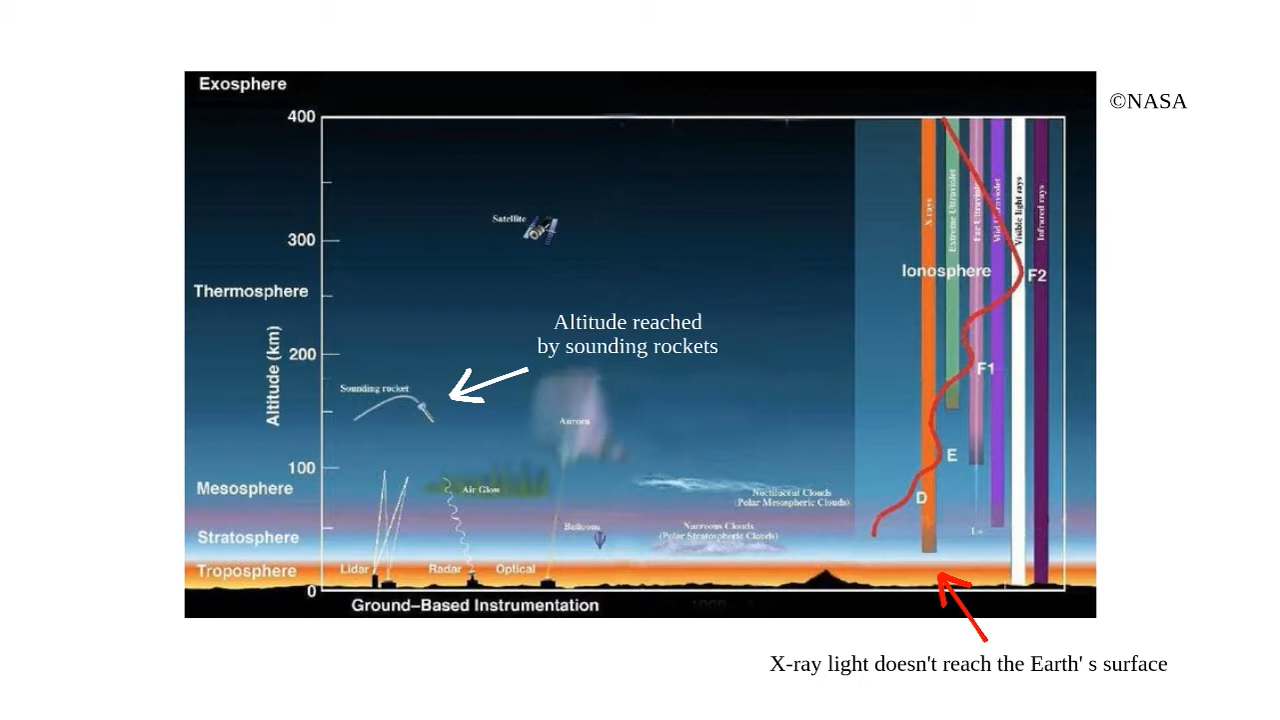 Exosphere
©NASA
400
300
Thermosphere
200
100
Mesosphere
Stratosphere
Troposphere
0
Altitude (km)
Satellite
Altitude reached
by sounding rockets
Sounding rocket
Aurora
Air Glow
Noctilucent Clouds
(Polar Mesospheric Clouds)
Balloons
Nacreous Clouds
(Polar Stratospheric Clouds)
Lidar
Radar
Optical
Ground–Based Instrumentation
X rays
Extreme Ultraviolet
Far Ultraviolet
Mid Ultraviolet
Visible light rays
Infrared rays
Ionosphere
F2
F1
E
D
X-ray light doesn't reach the Earth' s surface